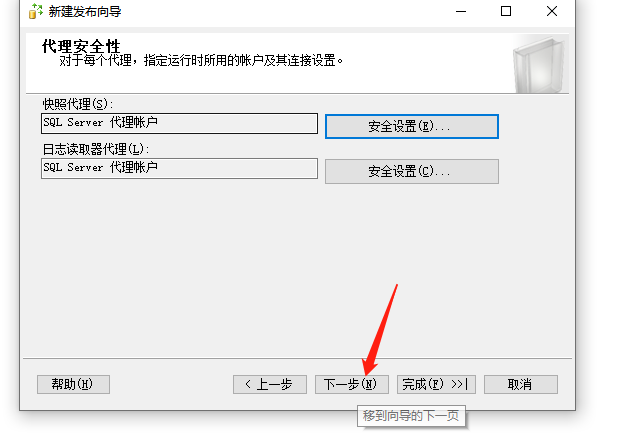 新建发布向导
代理安全性
对于每个代理，指定运行时所用的帐户及其连接设置。
快照代理(S):
SQL Server 代理帐户
安全设置(E)...
日志读取器代理(L):
SQL Server 代理帐户
安全设置(C)...
帮助(H)
< 上一步
下一步(N)
完成(F) >>|
取消
移到向导的下一页